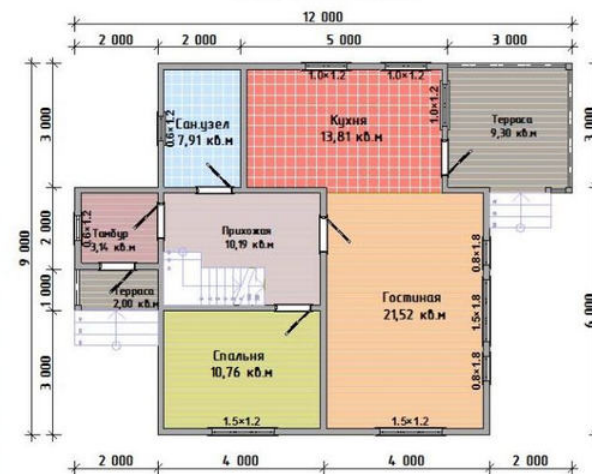 12 000
2 000
2 000
5 000
3 000
1.0×1.2
1.0×1.2
0.6×1.2
Сан.узел
7,91 кв.м
Кухня
13,81 кв.м
1.0×1.2
Терраса
9,30 кв.м
3 000
3 000
9 000
2 000
0.6×1.2
Тамбур
3,14 кв.м
Прихожая
10,19 кв.м
0.8×1.8
1 000
Терраса
2,00 кв.м
Гостиная
21,52 кв.м
1.5×1.8
6 000
3 000
Спальня
10,76 кв.м
0.8×1.8
1.5×1.2
1.5×1.2
2 000
4 000
4 000
2 000